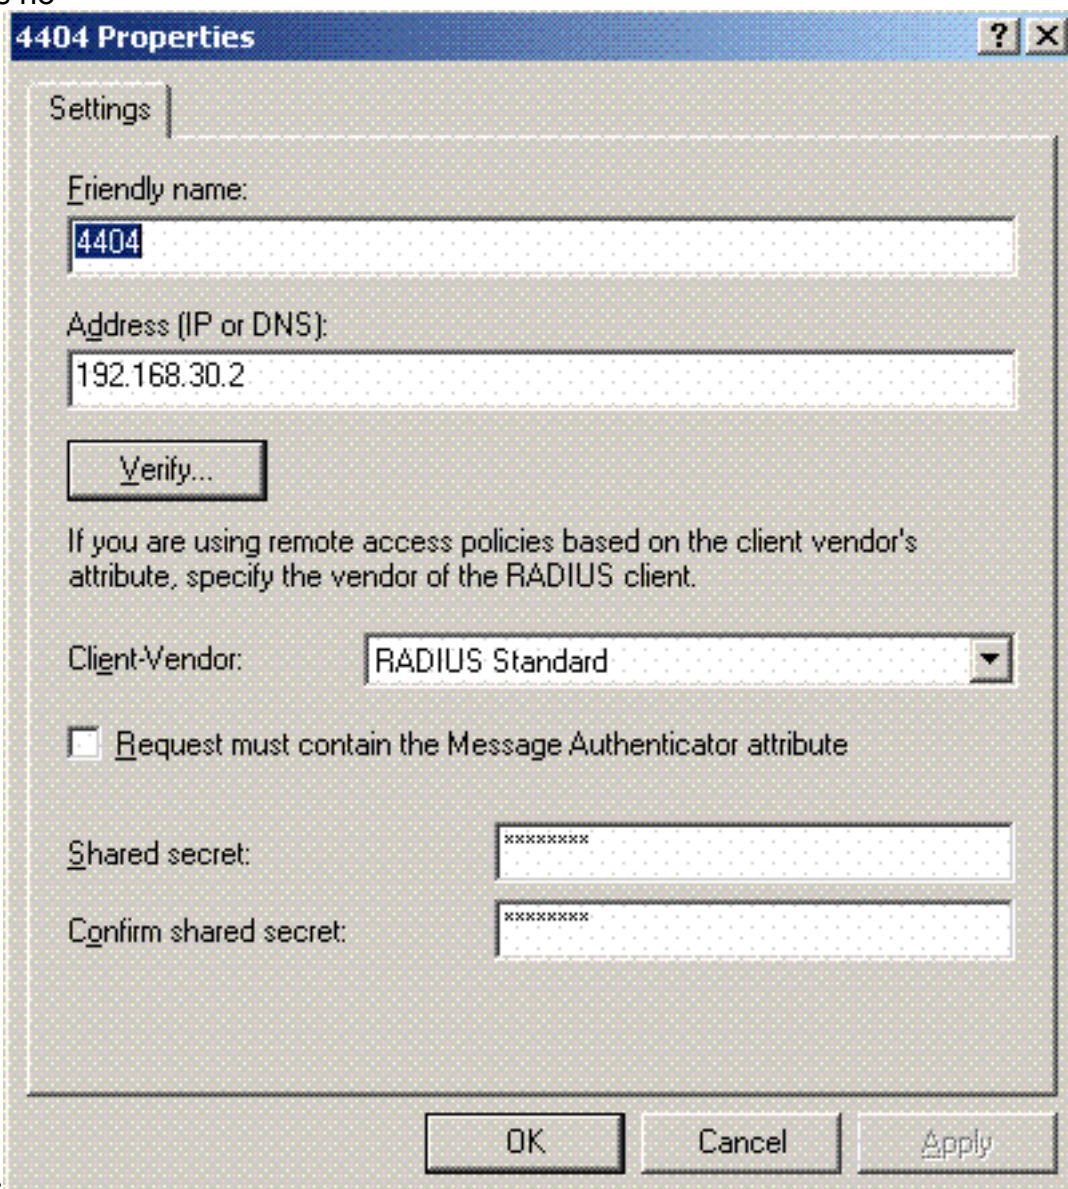 4404 Properties
Settings
Friendly name:
4404
Address (IP or DNS):
192.168.30.2
Verify...
If you are using remote access policies based on the client vendor's
attribute, specify the vendor of the RADIUS client.
Client-Vendor: RADIUS Standard
Request must contain the Message Authenticator attribute
Shared secret: xxxxxxxx
Confirm shared secret: xxxxxxxx
OK Cancel Apply